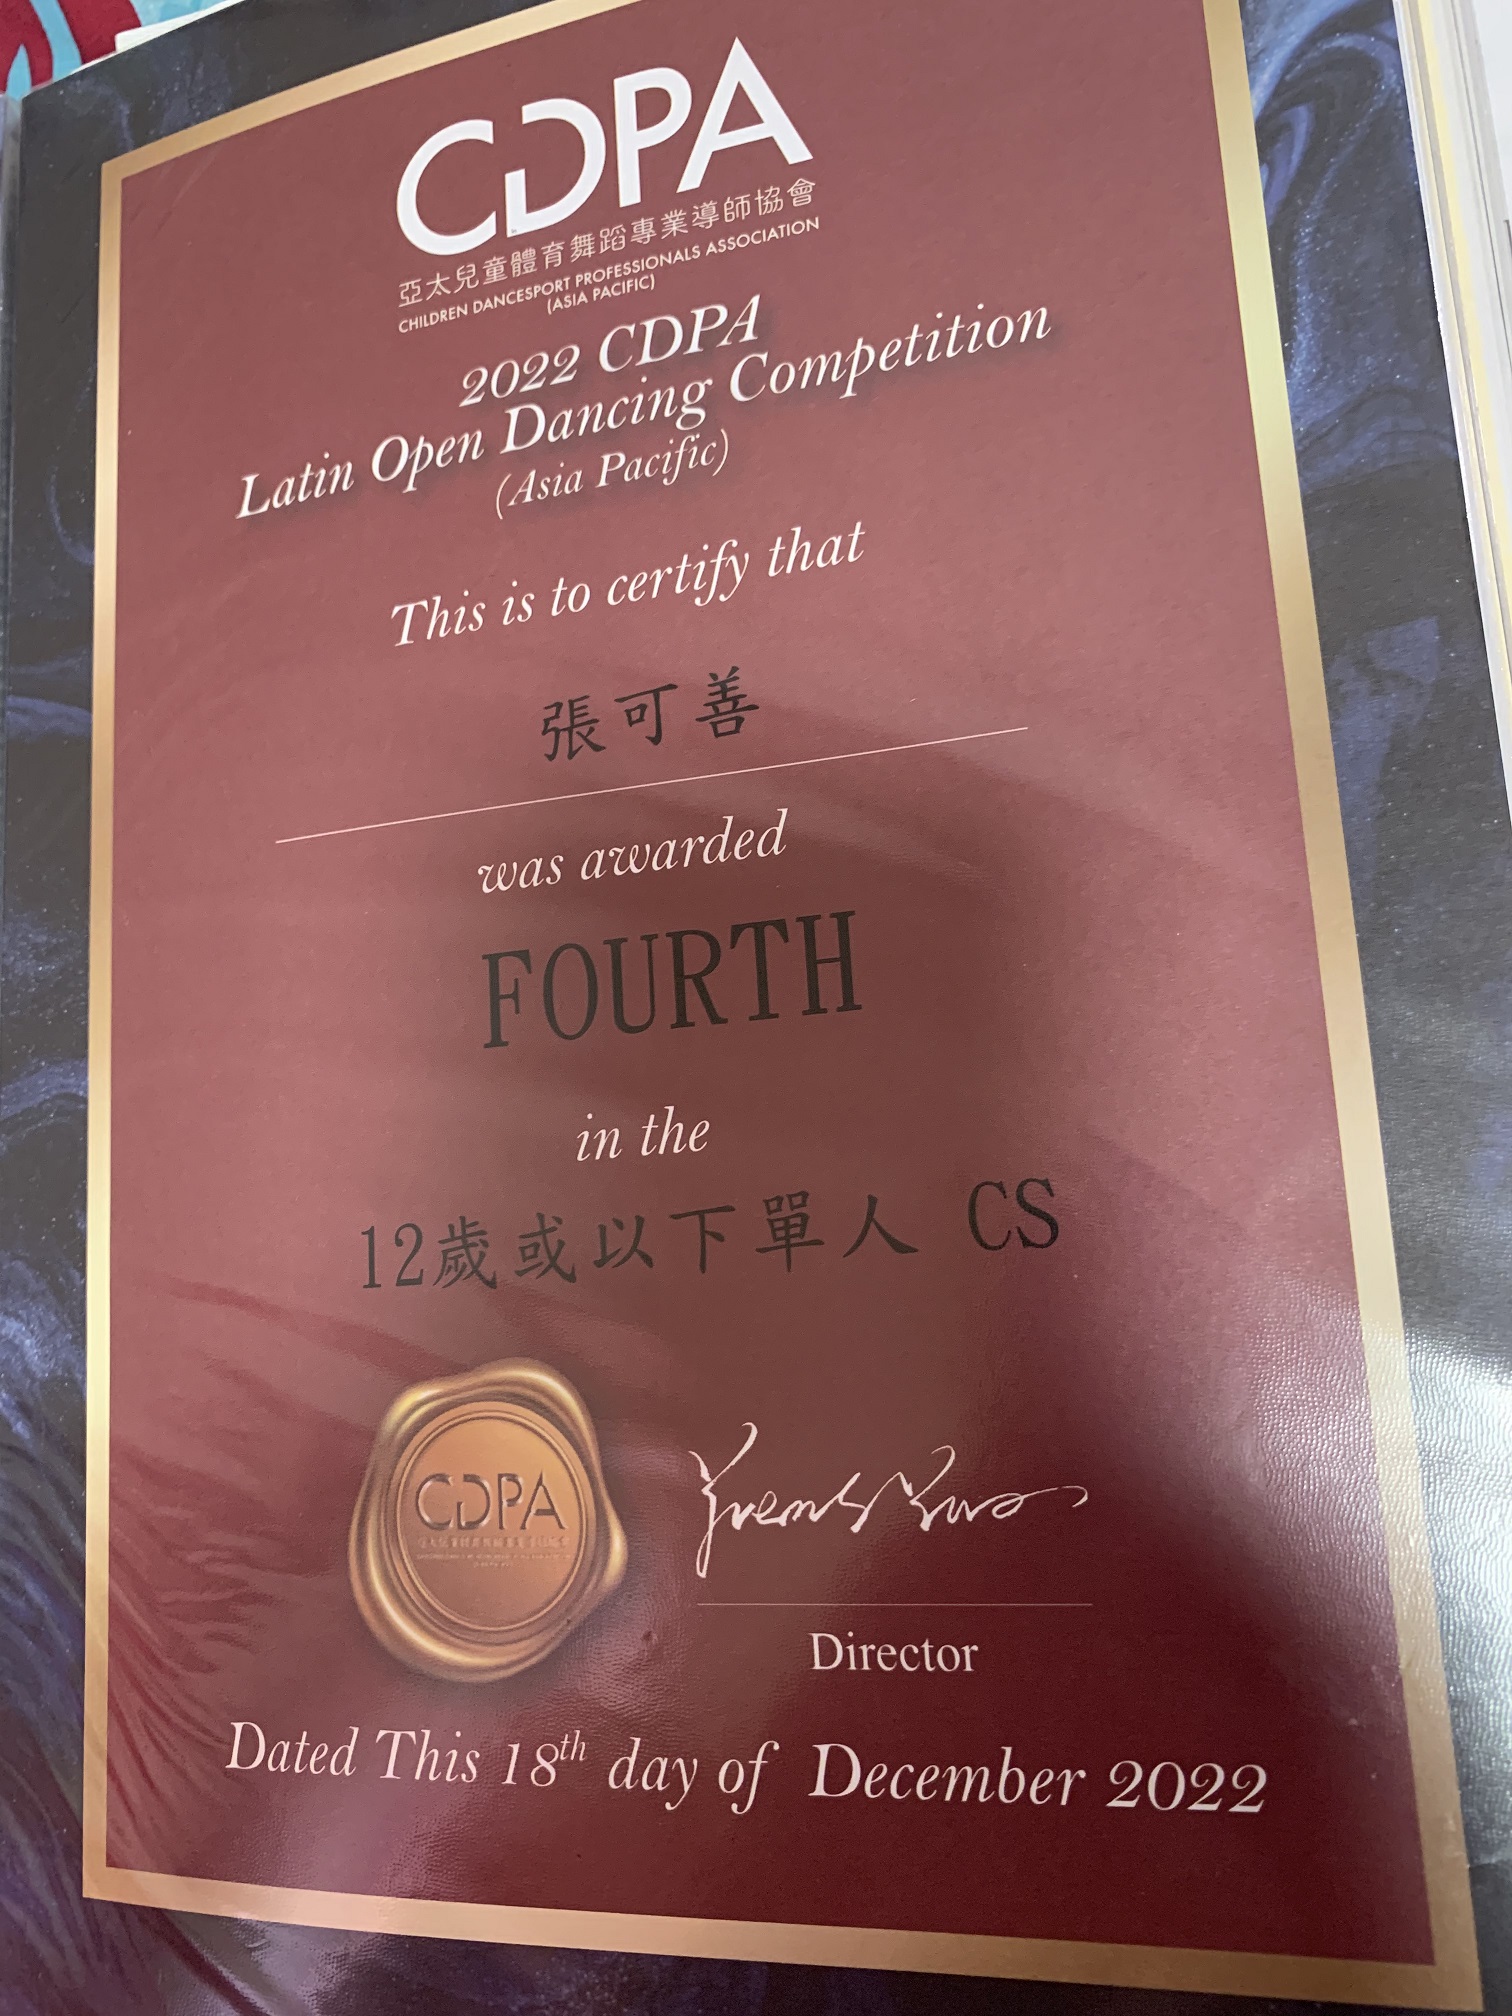 CDPA
亞太兒童體育舞蹈專業導師協會
CHILDREN DANCESPORT PROFESSIONALS ASSOCIATION
(ASIA PACIFIC)
2022 CDPA
Latin Open Dancing Competition
(Asia Pacific)
This is to certify that
張可善
was awarded
FOURTH
in the
12歲或以下單人 CS
CDPA
Director
Dated This 18th day of December 2022